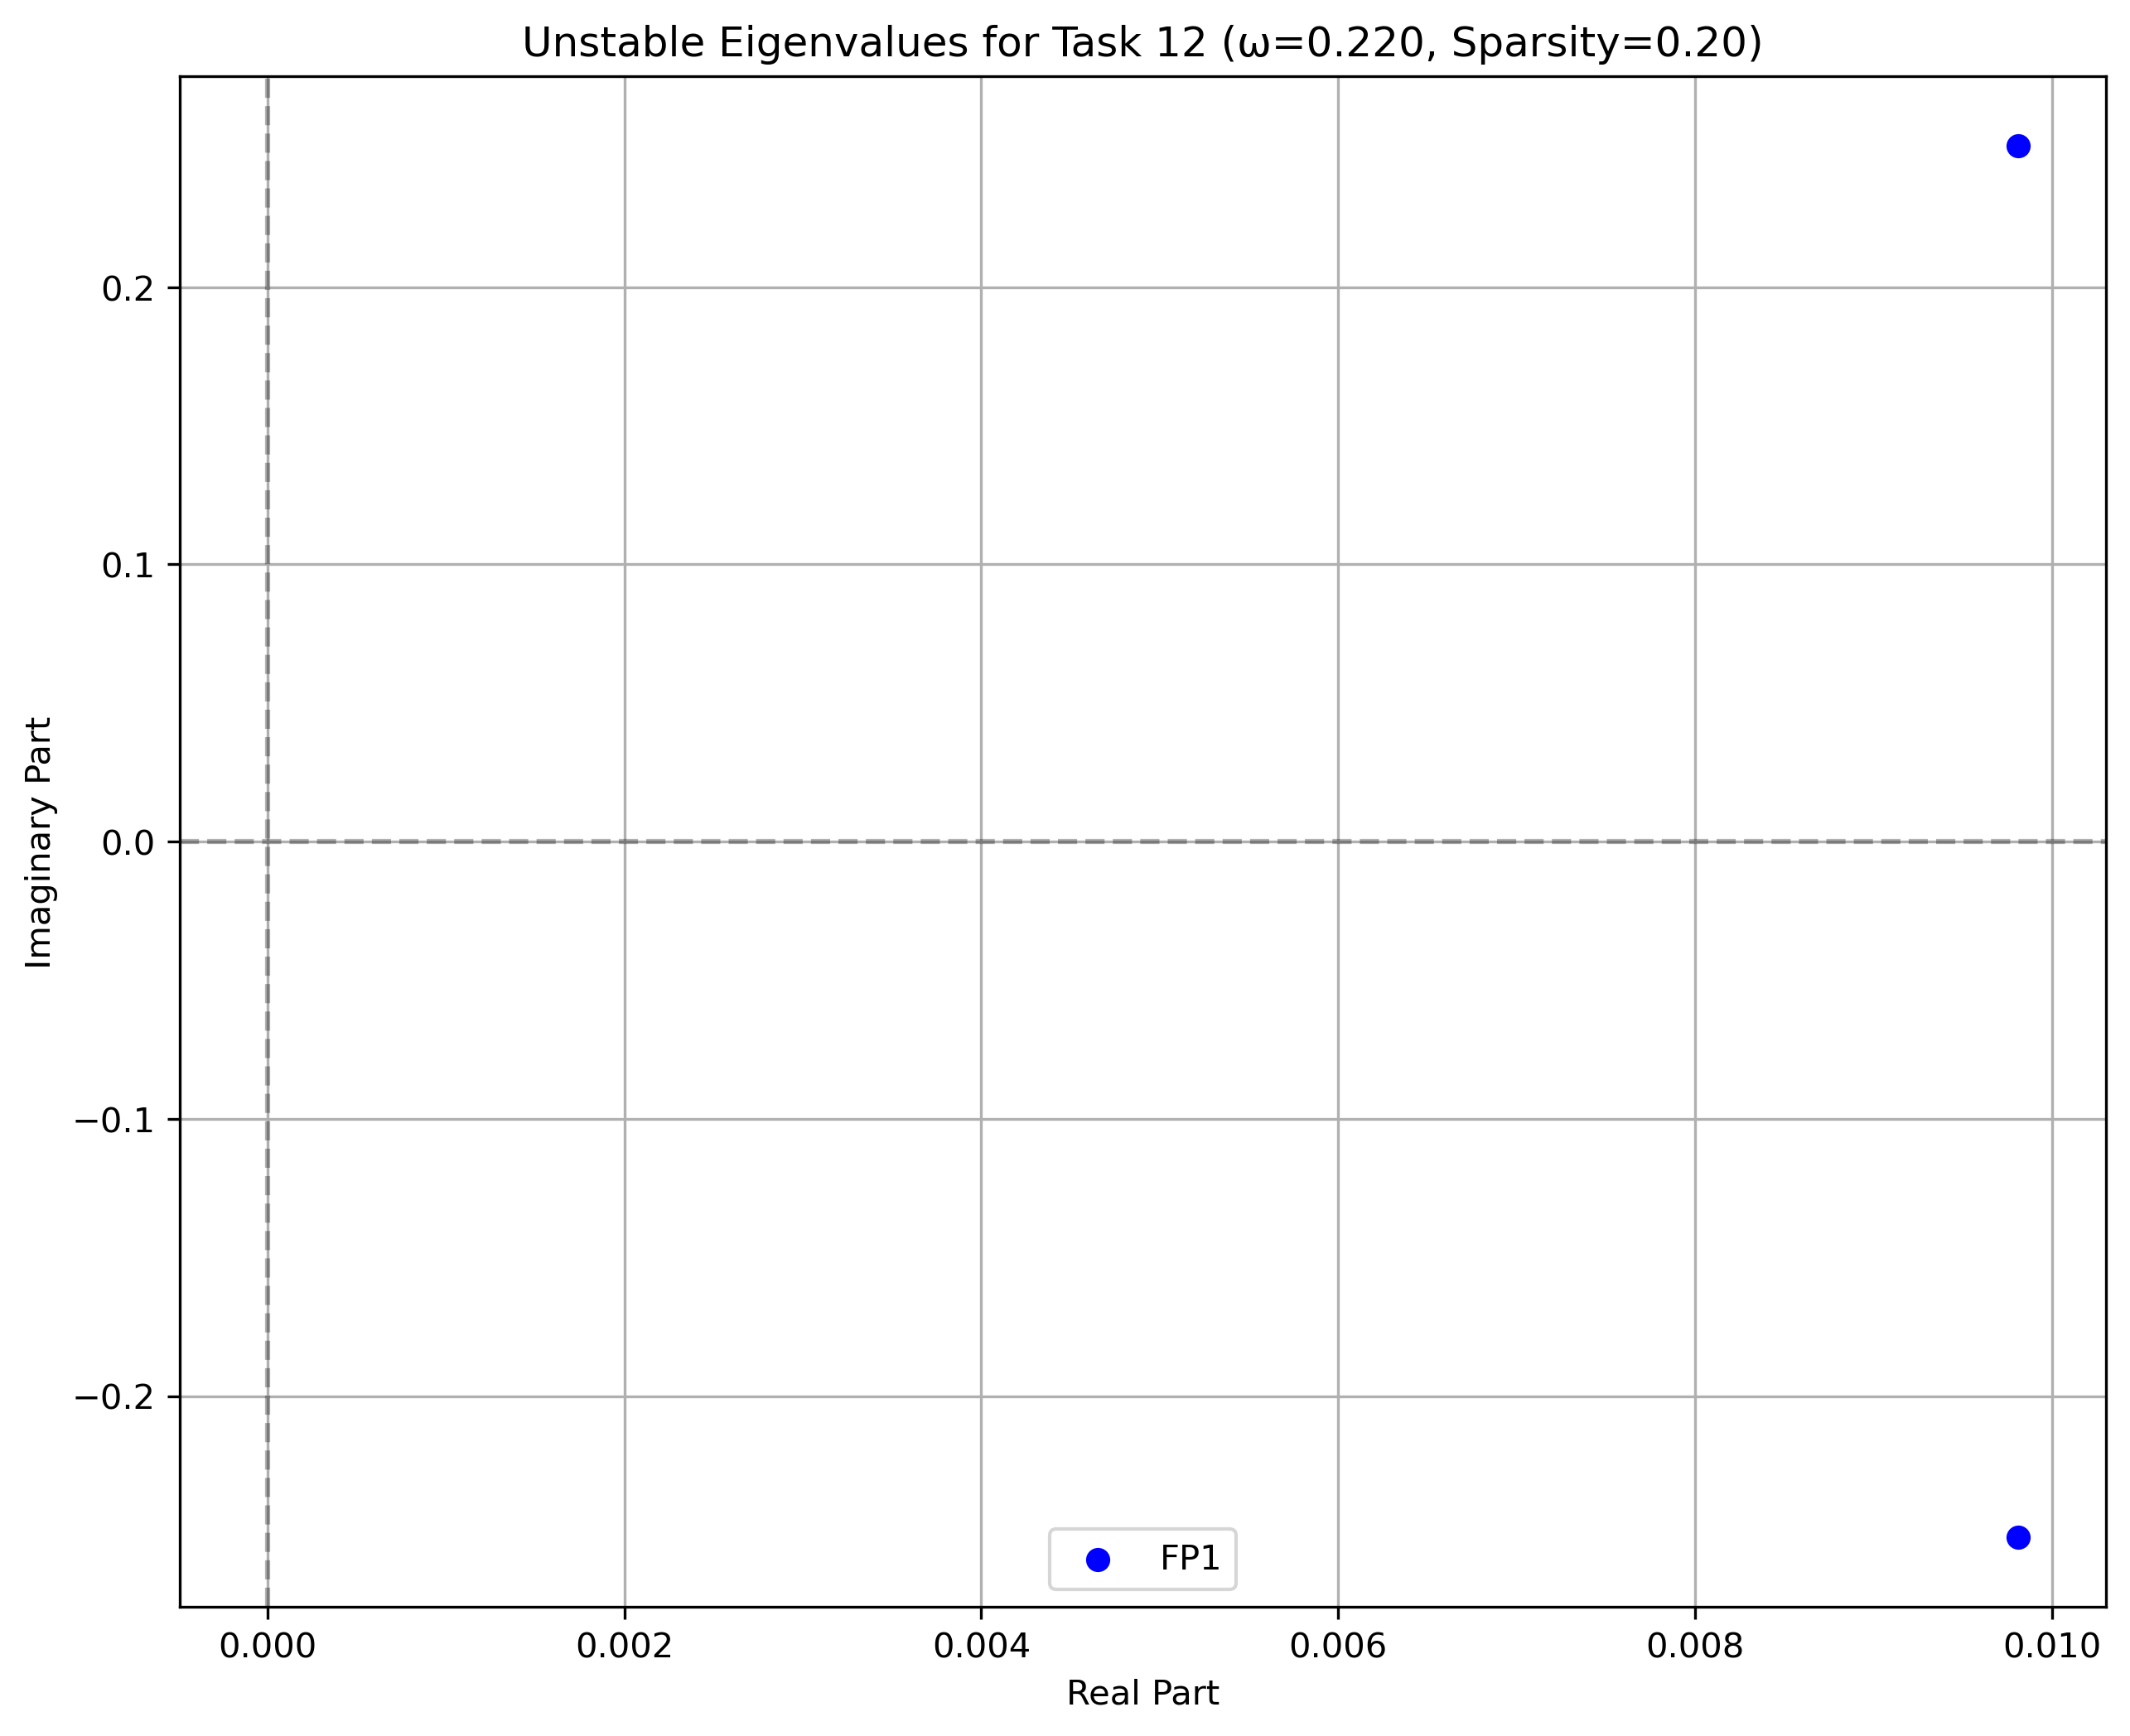 Unstable Eigenvalues for Task 12 (ω=0.220, Sparsity=0.20)
Imaginary Part
0.2
0.1
0.0
−0.1
−0.2
FP1
0.000 0.002 0.004 0.006 0.008 0.010
Real Part